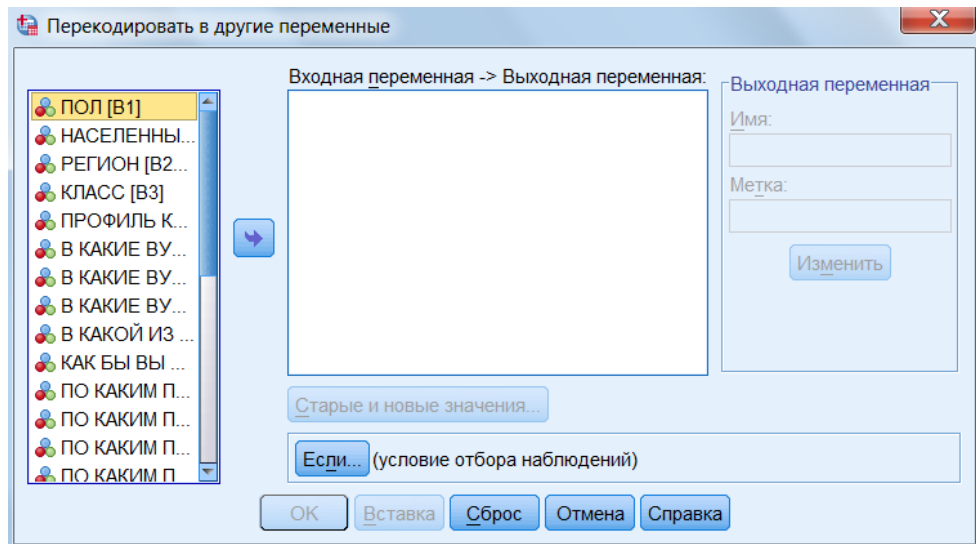 Перекодировать в другие переменные
Входная переменная -> Выходная переменная:
ПОЛ [B1]
НАСЕЛЕННЫ...
РЕГИОН [B2...
КЛАСС [B3]
ПРОФИЛЬ К...
В КАКИЕ ВУ...
В КАКИЕ ВУ...
В КАКИЕ ВУ...
В КАКОЙ ИЗ ...
КАК БЫ ВЫ ...
ПО КАКИМ П...
ПО КАКИМ П...
ПО КАКИМ П...
ПО КАКИМ П...
Выходная переменная
Имя:
Метка:
Изменить
Старые и новые значения...
Если... (условие отбора наблюдений)
OK Вставка Сброс Отмена Справка